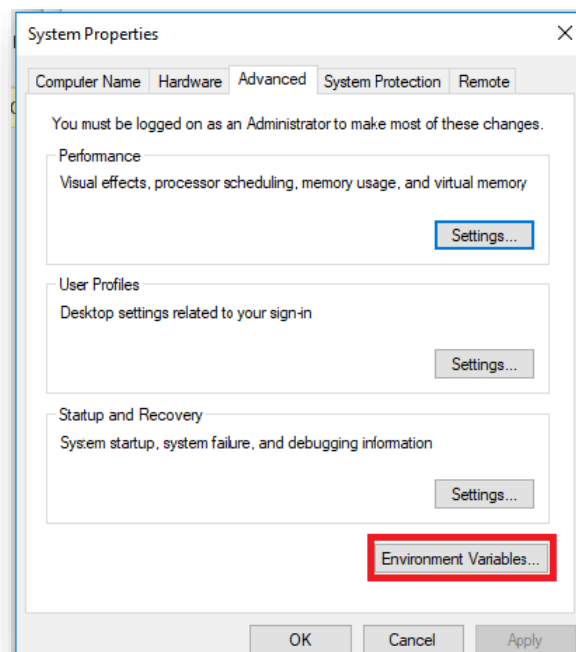 System Properties
Computer Name Hardware Advanced System Protection Remote
You must be logged on as an Administrator to make most of these changes.
Performance
Visual effects, processor scheduling, memory usage, and virtual memory
Settings...
User Profiles
Desktop settings related to your sign-in
Settings...
Startup and Recovery
System startup, system failure, and debugging information
Settings...
Environment Variables...
OK Cancel Apply